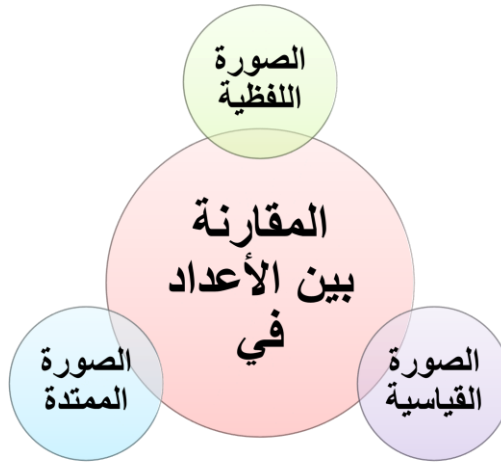 الصورة
اللفظية
المقارنة
بين الأعداد
في
الصورة
القياسية
الصورة
الممتدة